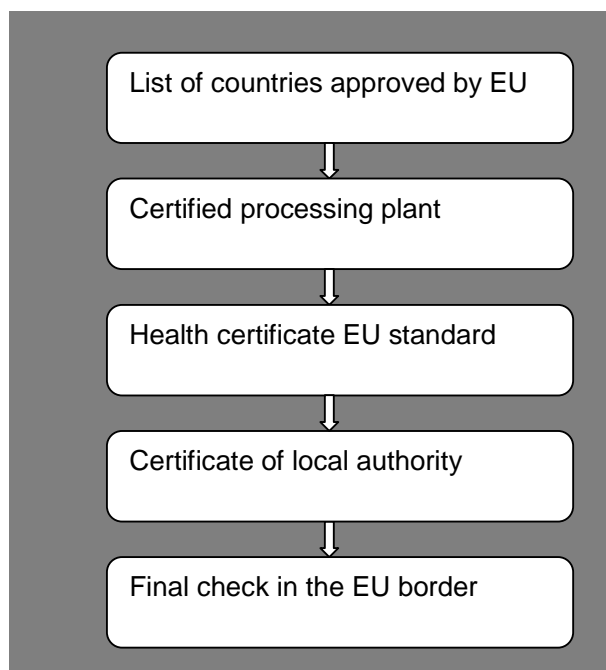 List of countries approved by EU
Certified processing plant
Health certificate EU standard
Certificate of local authority
Final check in the EU border